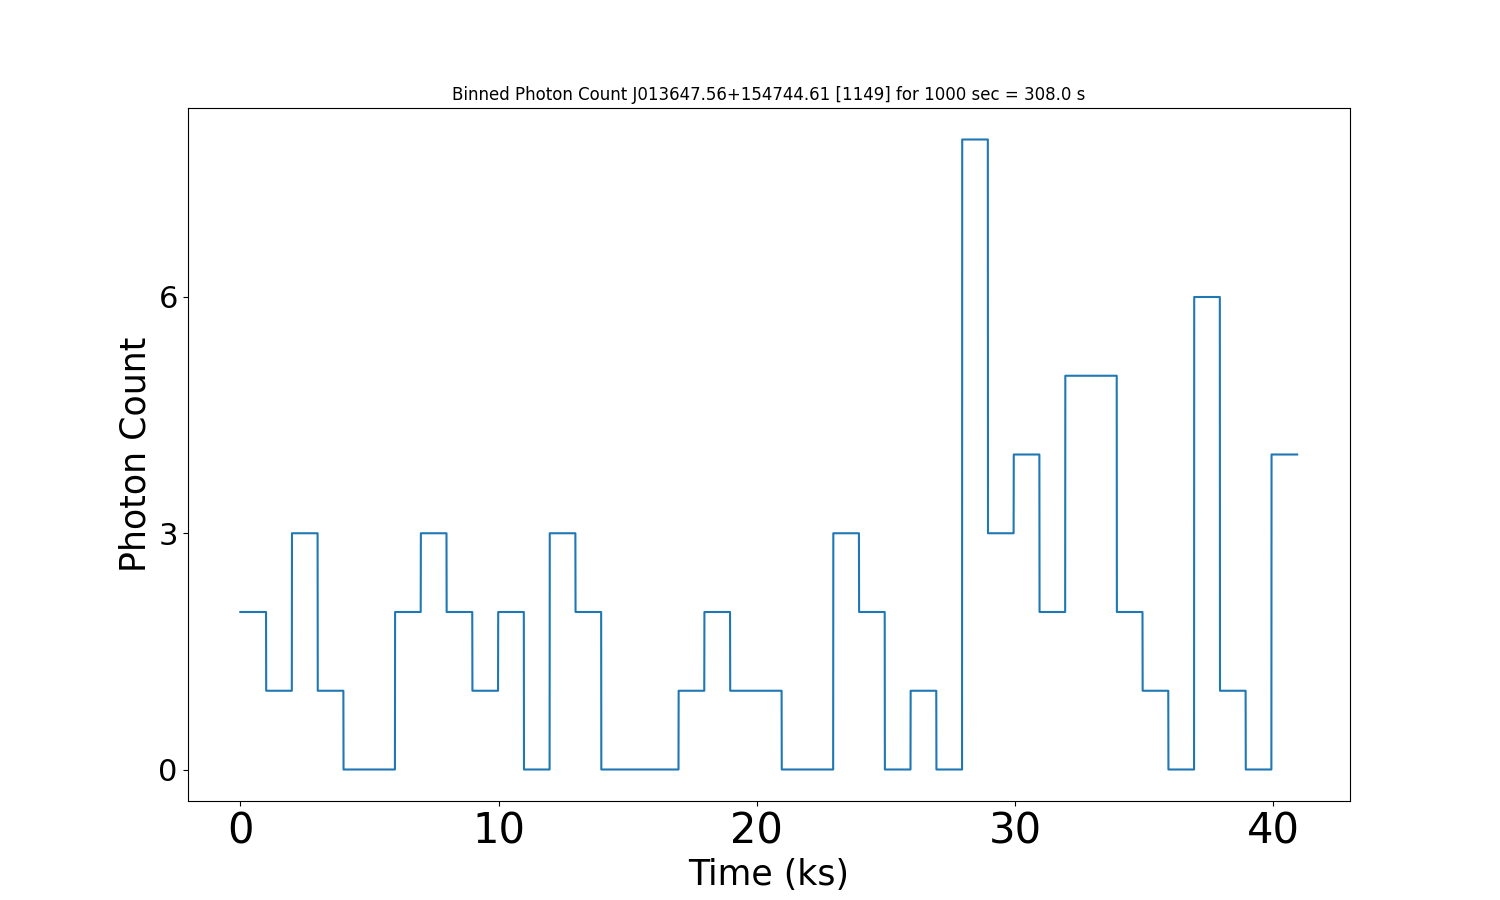 Binned Photon Count J013647.56+154744.61 [1149] for 1000 sec = 308.0 s
6
3
0
Photon Count
0 10 20 30 40
Time (ks)